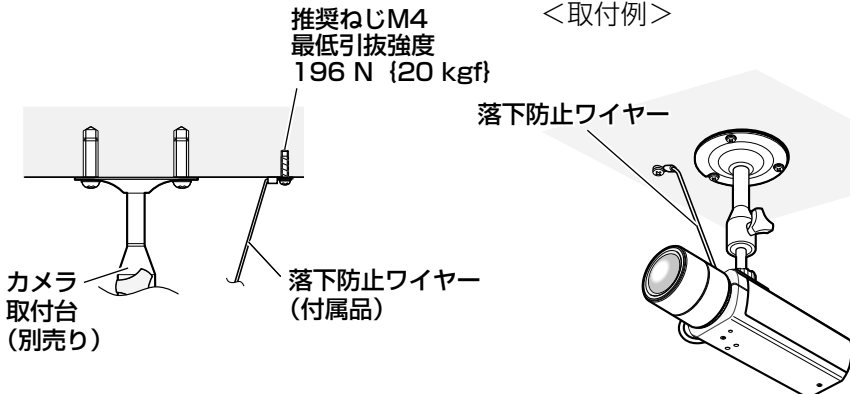 推奨ねじM4
最低引抜強度
196 N {20 kgf}
カメラ
取付台
(別売り)
落下防止ワイヤー
(付属品)
<取付例>
落下防止ワイヤー